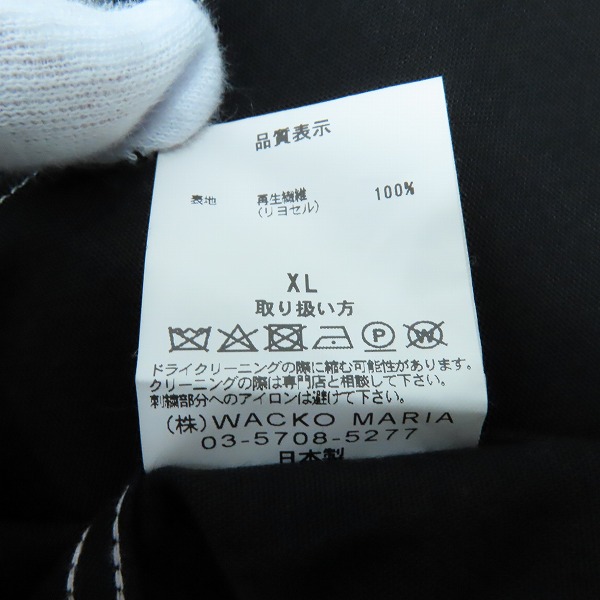 品質表示
表地 再生繊維 100%
(リヨセル)
XL
取り扱い方
P W
ドライクリーニングの際に縮む可能性があります。
クリーニングの際は専門店と相談して下さい。
刺繍部分へのアイロンは避けて下さい。
(株)WACKO MARIA
03-5708-5277
日本製